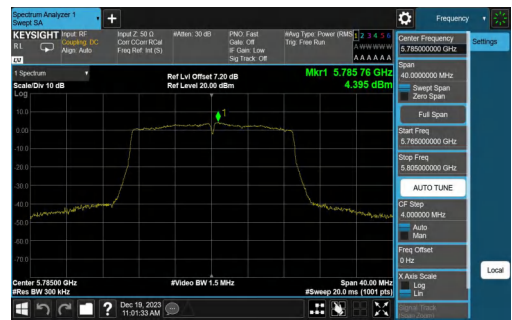 Spectrum Analyzer 1
Swept SA
Frequency
KEYSIGHT
Input: RF
Input Z: 50 Ω
#Atten: 30 dB
PNO: Fast
#Avg Type: Power (RMS
1 2 3 4 5 6
RL
Coupling: DC
Corr CCorr RCal
Gate: Off
Trig: Free Run
A W W W W W
Align: Auto
Freq Ref: Int (S)
IF Gain: Low
Sig Track: Off
A A A A A A
LV
1 Spectrum
Scale/Div 10 dB
Log
Ref Lvl Offset 7.20 dB
Ref Level 20.00 dBm
Mkr1 5.785 76 GHz
4.395 dBm
1
10.0
0.00
-10.0
-20.0
-30.0
-40.0
-50.0
-60.0
-70.0
Center 5.78500 GHz
#Video BW 1.5 MHz
Span 40.00 MHz
#Res BW 300 kHz
#Sweep 20.0 ms (1001 pts)
Center Frequency
5.785000000 GHz
Settings
Span
40.0000000 MHz
Swept Span
Zero Span
Full Span
Start Freq
5.765000000 GHz
Stop Freq
5.805000000 GHz
AUTO TUNE
CF Step
4.000000 MHz
Auto
Man
Freq Offset
0 Hz
X Axis Scale
Log
Lin
Local
Signal Track
Dec 19, 2023
11:01:33 AM